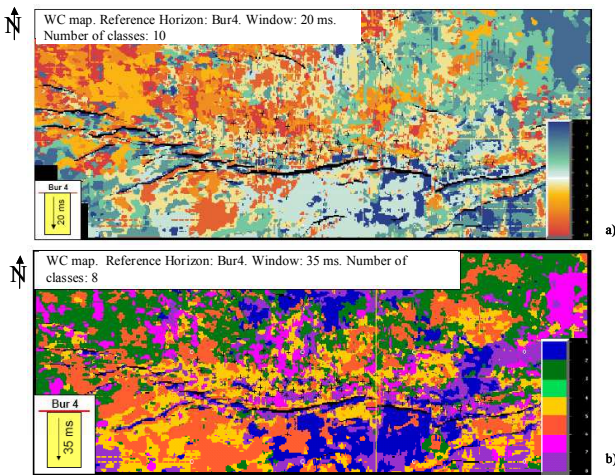 N
WC map. Reference Horizon: Bur4. Window: 20 ms.
Number of classes: 10
Bur 4
20 ms
a)
N
WC map. Reference Horizon: Bur4. Window: 35 ms. Number of
classes: 8
Bur 4
35 ms
b)